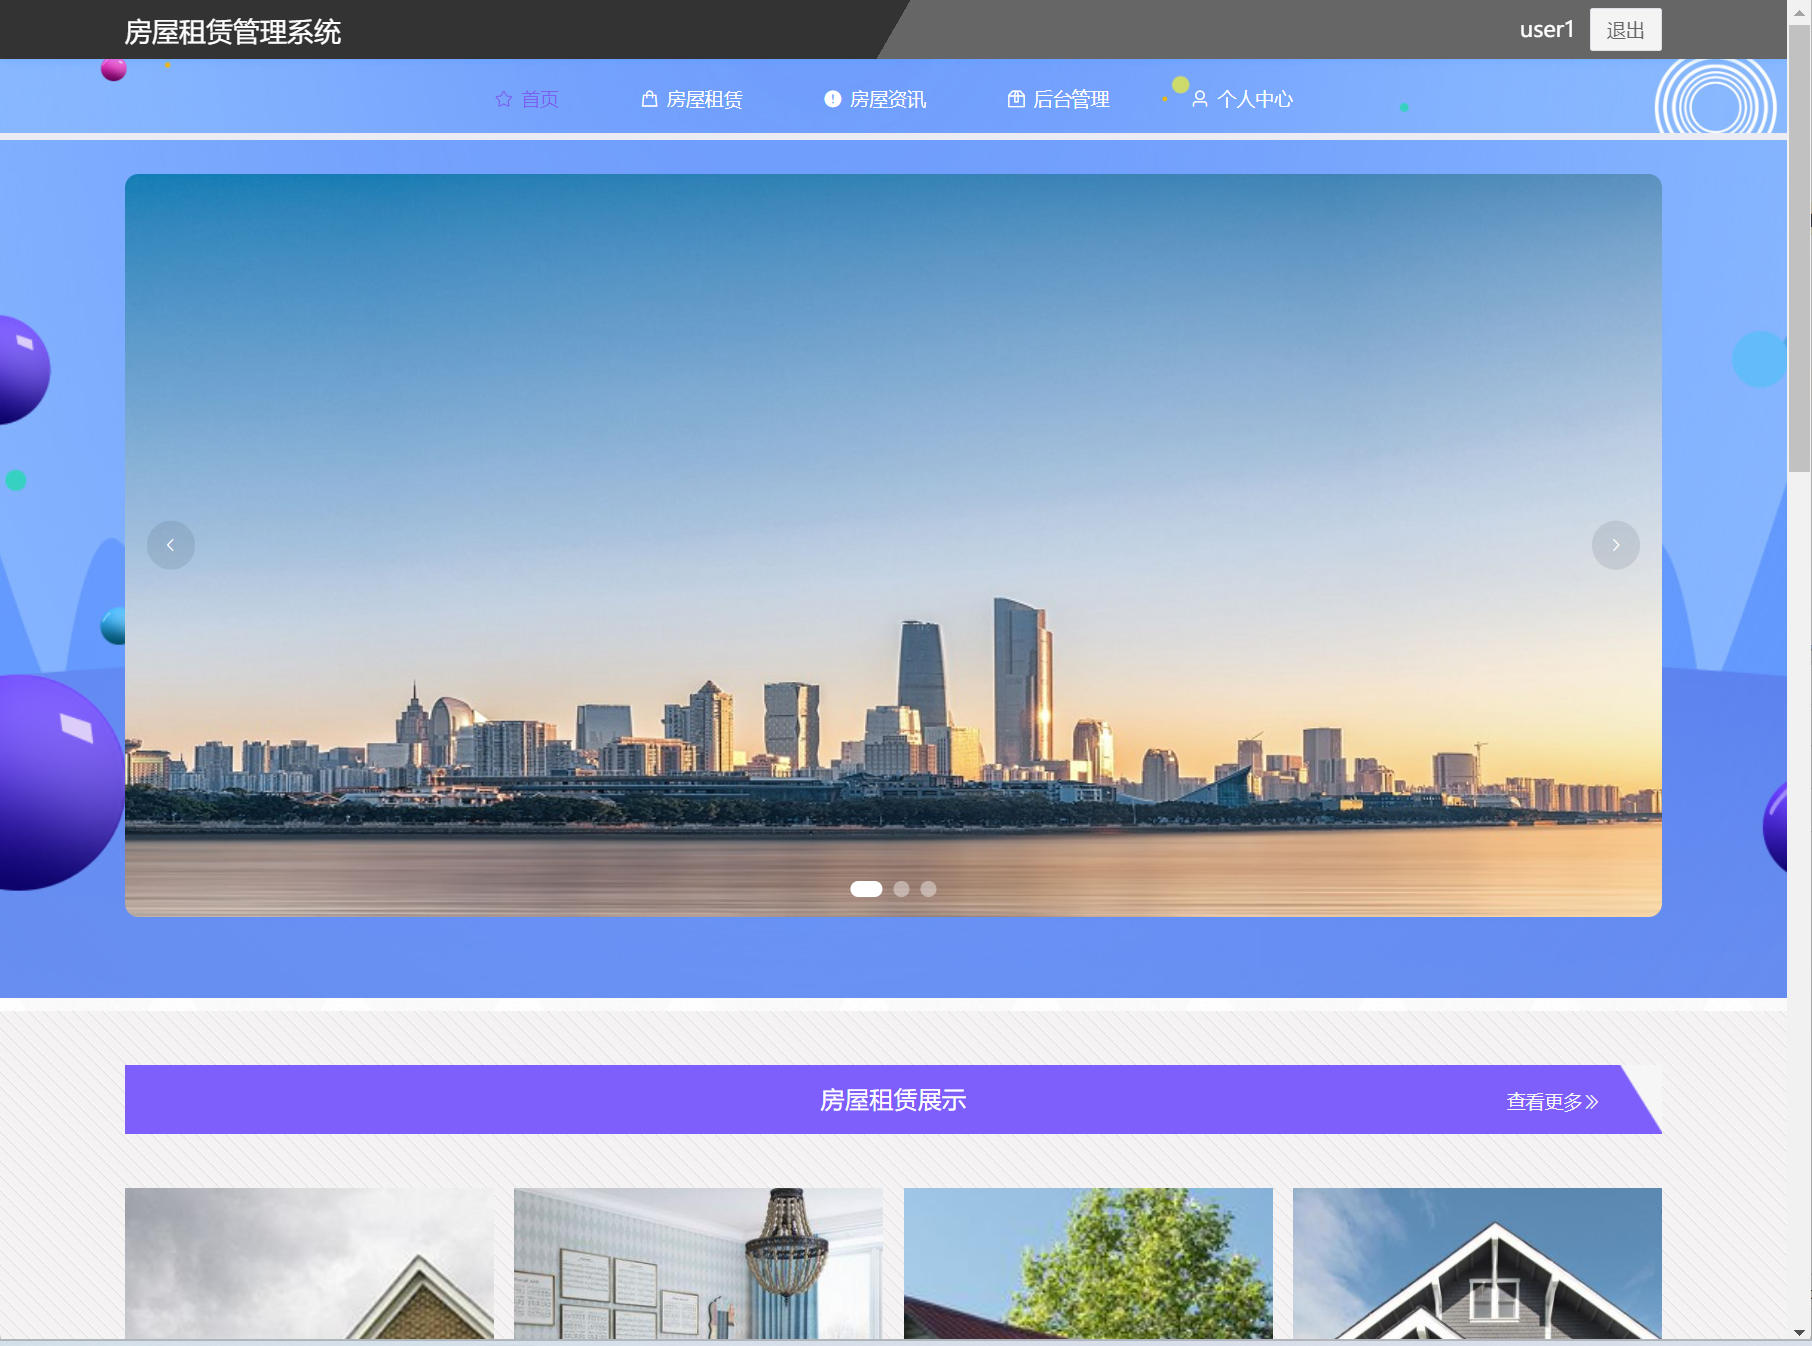 房屋租赁管理系统
user1 退出
首页 房屋租赁 房屋资讯 后台管理 个人中心
房屋租赁展示
查看更多